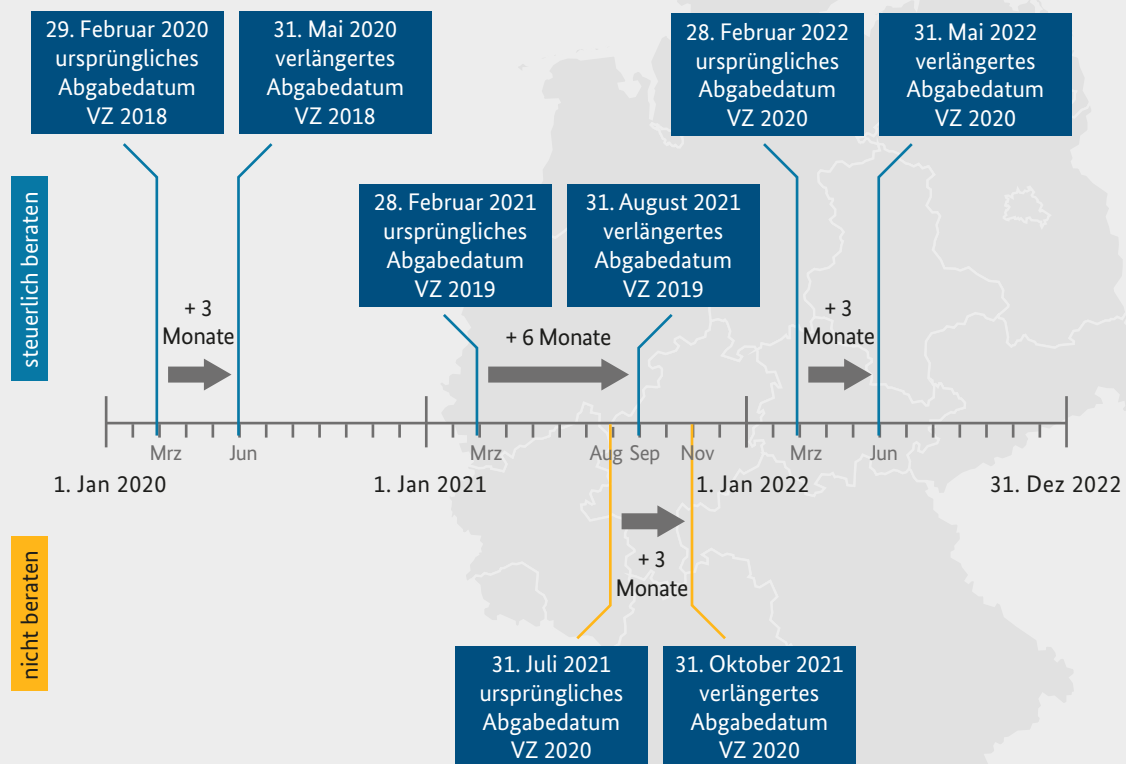 29. Februar 2020
ursprüngliches
Abgabedatum
VZ 2018
31. Mai 2020
verlängertes
Abgabedatum
VZ 2018
28. Februar 2022
ursprüngliches
Abgabedatum
VZ 2020
31. Mai 2022
verlängertes
Abgabedatum
VZ 2020
steuerlich beraten
28. Februar 2021
ursprüngliches
Abgabedatum
VZ 2019
31. August 2021
verlängertes
Abgabedatum
VZ 2019
+ 3
Monate
+ 6 Monate
+ 3
Monate
Mrz
Jun
Mrz
Aug
Sep
Nov
Mrz
Jun
1. Jan 2020
1. Jan 2021
1. Jan 2022
31. Dez 2022
nicht beraten
+ 3
Monate
31. Juli 2021
ursprüngliches
Abgabedatum
VZ 2020
31. Oktober 2021
verlängertes
Abgabedatum
VZ 2020